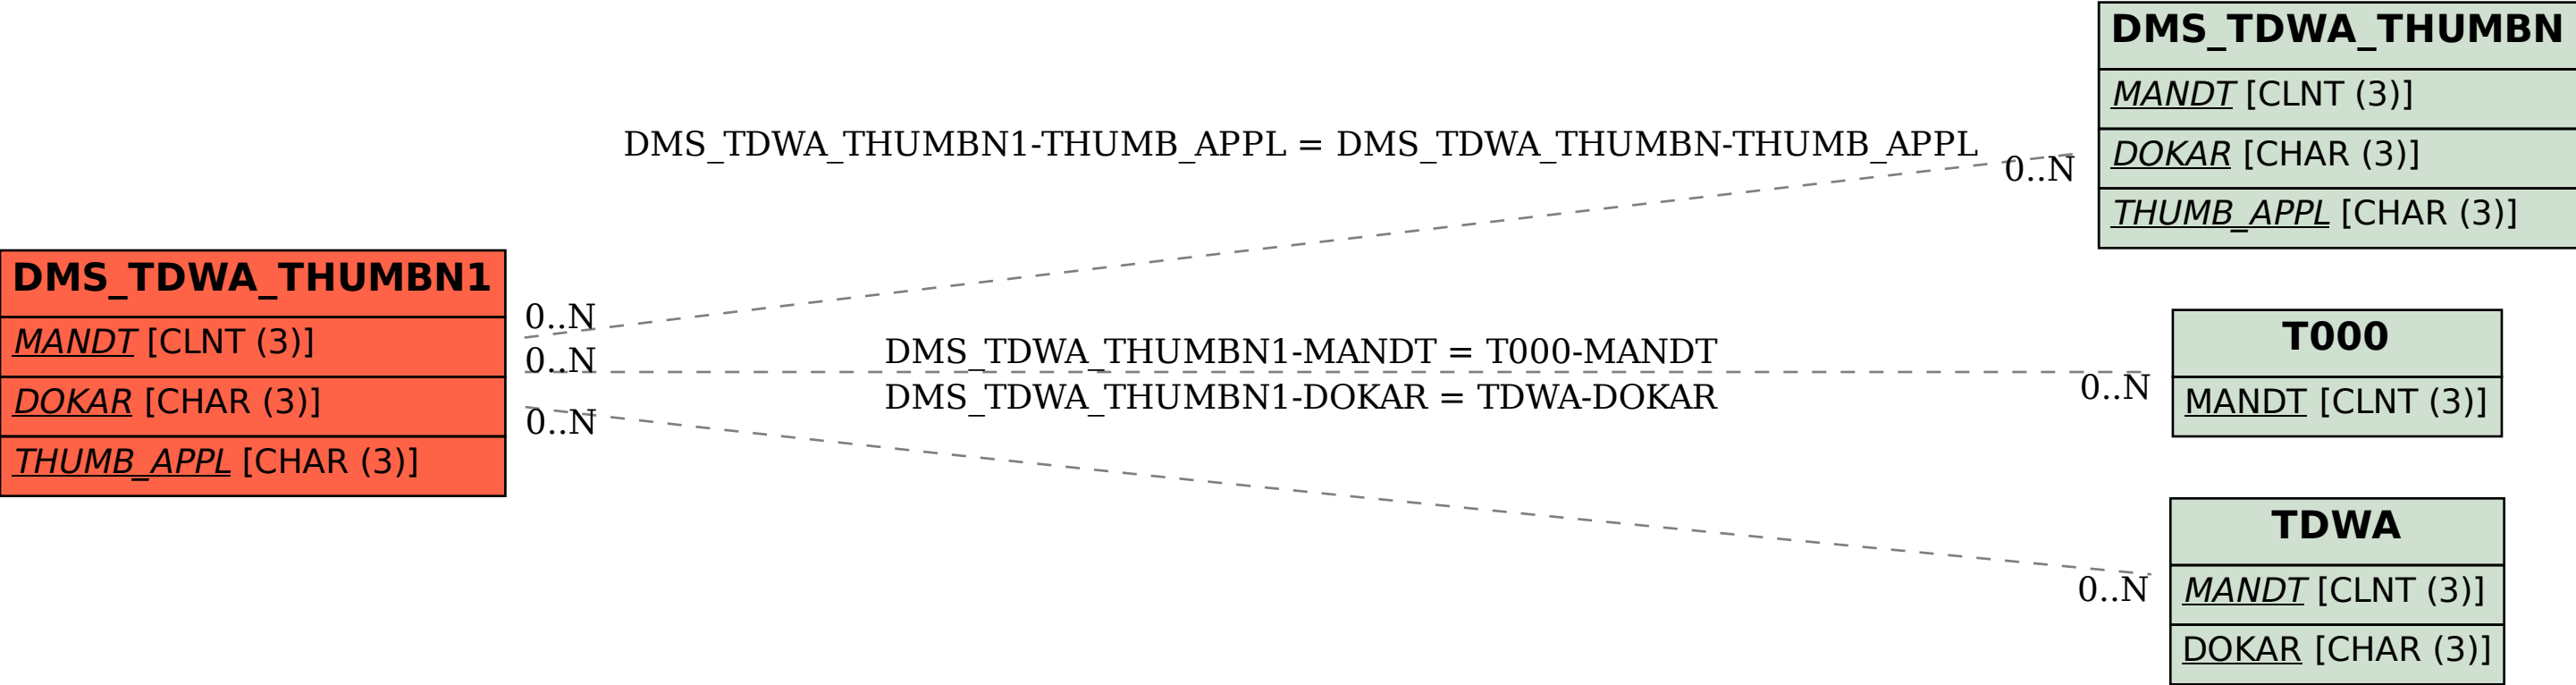 DMS_TDWA_THUMBN
MANDT [CLNT (3)]
DOKAR [CHAR (3)]
THUMB_APPL [CHAR (3)]
DMS_TDWA_THUMBN1-THUMB_APPL = DMS_TDWA_THUMBN-THUMB_APPL
0..N
DMS_TDWA_THUMBN1
MANDT [CLNT (3)]
DOKAR [CHAR (3)]
THUMB_APPL [CHAR (3)]
0..N
0..N
0..N
DMS_TDWA_THUMBN1-MANDT = T000-MANDT
DMS_TDWA_THUMBN1-DOKAR = TDWA-DOKAR
0..N
T000
MANDT [CLNT (3)]
0..N
TDWA
MANDT [CLNT (3)]
DOKAR [CHAR (3)]